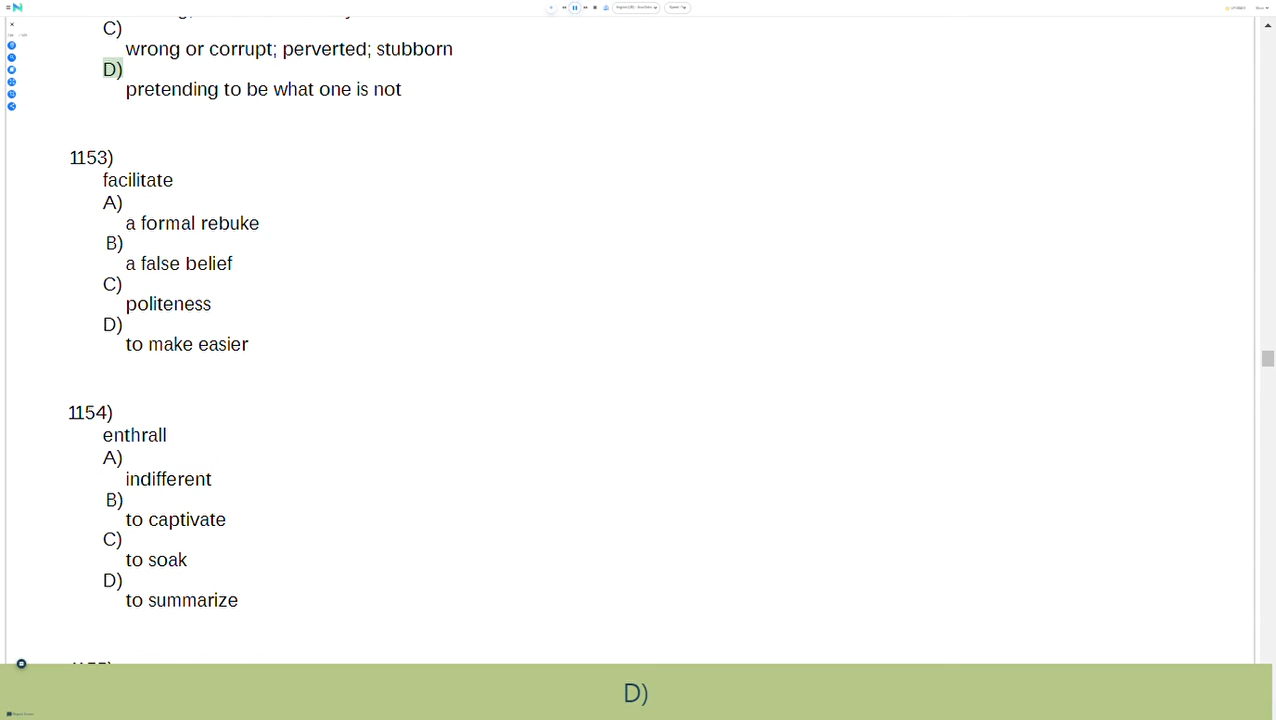 C)
wrong or corrupt; perverted; stubborn
D)
pretending to be what one is not
1153)
facilitate
A)
a formal rebuke
B)
a false belief
C)
politeness
D)
to make easier
1154)
enthrall
A)
indifferent
B)
to captivate
C)
to soak
D)
to summarize
D)